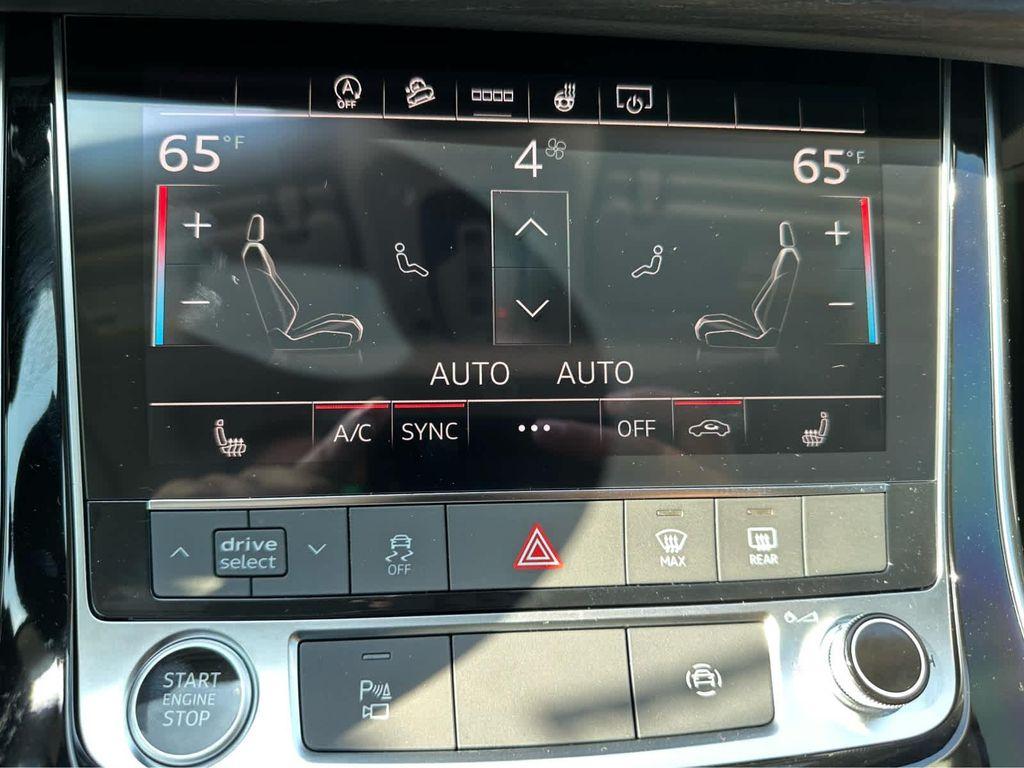 A
OFF
65°F
4
65°F
+
+
−
−
AUTO AUTO
A/C SYNC ••• OFF
drive
select
OFF
MAX
REAR
START
ENGINE
STOP
P